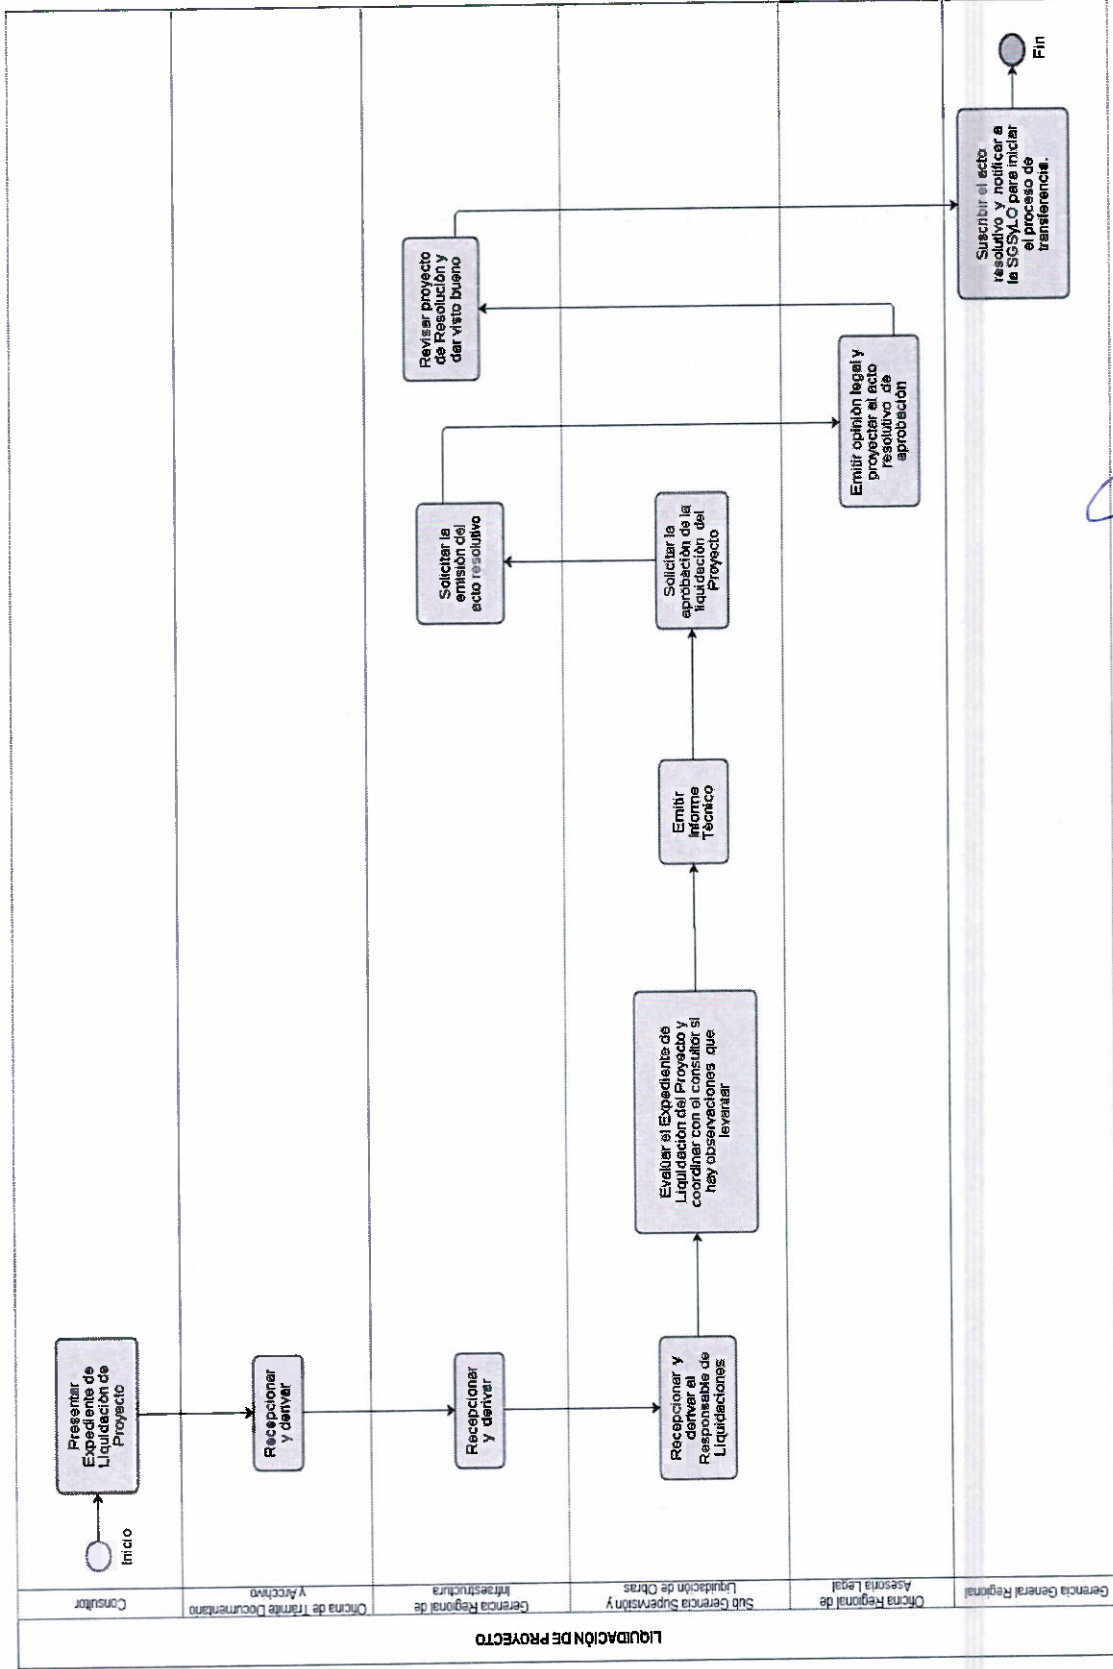 LIQUIDACIÓN DE PROYECTO
Consultor
Inicio
Presentar
Expediente de
Liquidación de
Proyecto
Oficina de Trámite Documentario
y Arcchivo
Recepcionar
y derivar
Gerencia Regional de
Infraestructura
Recepcionar
y derivar
Solicitar la
emisión del
acto resolutivo
Revisar proyecto
de Resolución y
dar visto bueno
Sub Gerencia Supervisión y
Liquidación de Obras
Recepcionar y
derivar al
Responsable de
Liquidaciones
Evaluar el Expediente de
Liquidación del Proyecto y
coordinar con el consultor si
hay observaciones que
levantar
Emitir
Informe
Técnico
Solicitar la
aprobación de la
liquidación del
Proyecto
Oficina Regional de
Asesoría Legal
Emitir opinión legal y
proyectar el acto
resolutivo de
aprobación
Gerencia General Regional
Suscribir el acto
resolutivo y notificar a
la SGSyLO para iniciar
el proceso de
transferencia.
Fin